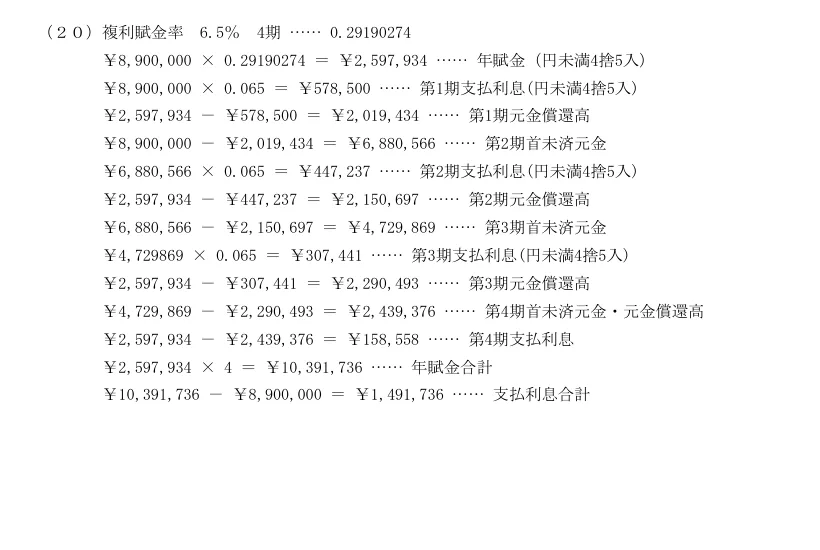 （２０）複利賦金率　6.5％　4期 …… 0.29190274
￥8,900,000 × 0.29190274 ＝ ￥2,597,934 …… 年賦金（円未満4捨5入）
￥8,900,000 × 0.065 ＝ ￥578,500 …… 第1期支払利息(円未満4捨5入）
￥2,597,934 － ￥578,500 ＝ ￥2,019,434 …… 第1期元金償還高
￥8,900,000 － ￥2,019,434 ＝ ￥6,880,566 …… 第2期首未済元金
￥6,880,566 × 0.065 ＝ ￥447,237 …… 第2期支払利息(円未満4捨5入）
￥2,597,934 － ￥447,237 ＝ ￥2,150,697 …… 第2期元金償還高
￥6,880,566 － ￥2,150,697 ＝ ￥4,729,869 …… 第3期首未済元金
￥4,729869 × 0.065 ＝ ￥307,441 …… 第3期支払利息(円未満4捨5入）
￥2,597,934 － ￥307,441 ＝ ￥2,290,493 …… 第3期元金償還高
￥4,729,869 － ￥2,290,493 ＝ ￥2,439,376 …… 第4期首未済元金・元金償還高
￥2,597,934 － ￥2,439,376 ＝ ￥158,558 …… 第4期支払利息
￥2,597,934 × 4 ＝ ￥10,391,736 …… 年賦金合計
￥10,391,736 － ￥8,900,000 ＝ ￥1,491,736 …… 支払利息合計